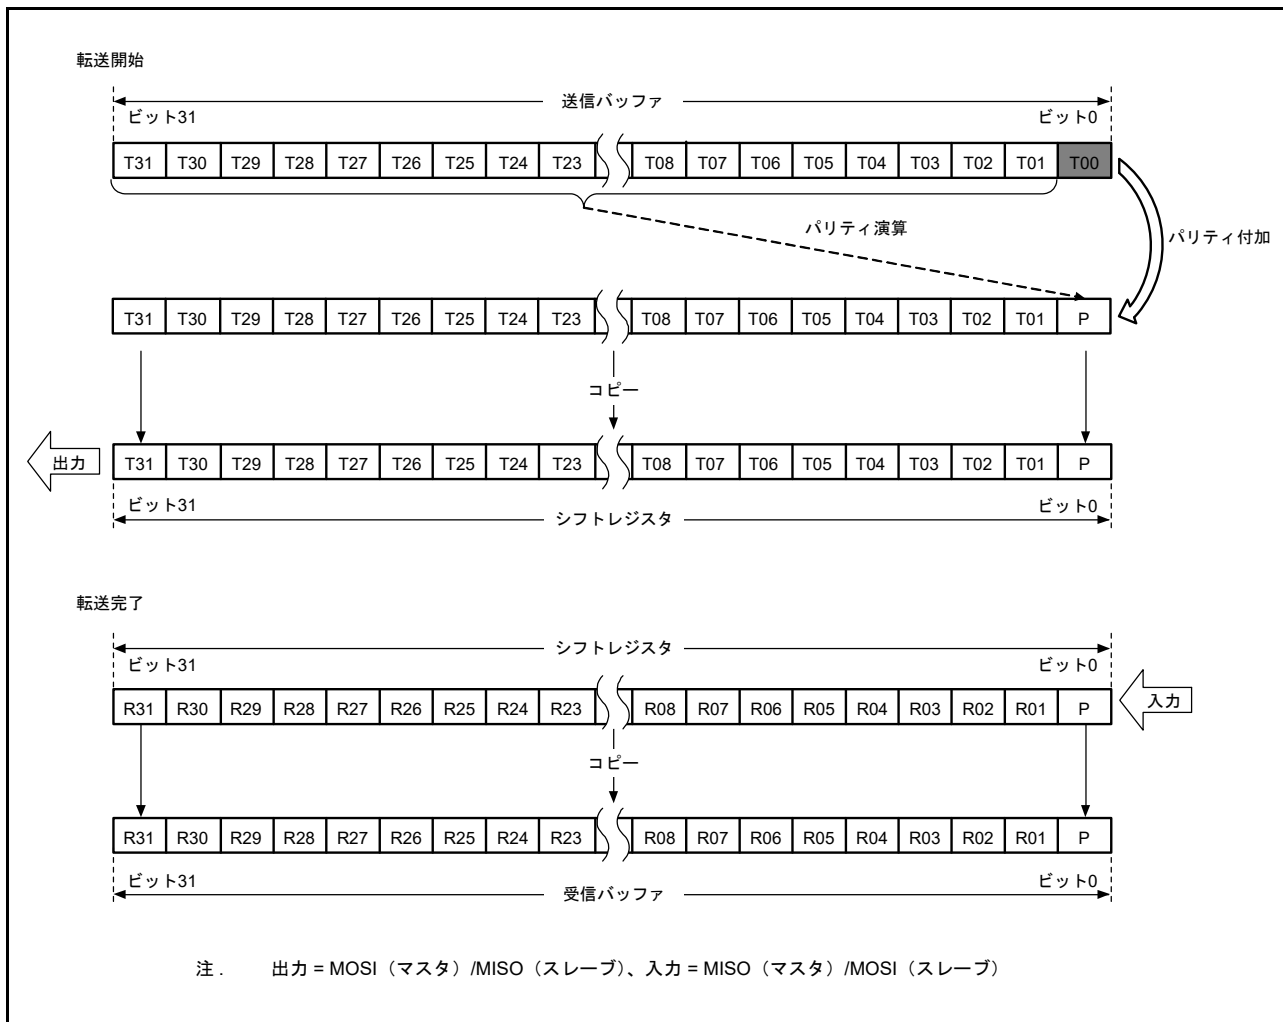 転送開始
送信バッファ
ビット31 ビット0
T31 T30 T29 T28 T27 T26 T25 T24 T23 T08 T07 T06 T05 T04 T03 T02 T01 T00
パリティ演算
パリティ付加
T31 T30 T29 T28 T27 T26 T25 T24 T23 T08 T07 T06 T05 T04 T03 T02 T01 P
コピー
出力 T31 T30 T29 T28 T27 T26 T25 T24 T23 T08 T07 T06 T05 T04 T03 T02 T01 P
ビット31 ビット0
シフトレジスタ
転送完了
シフトレジスタ
ビット31 ビット0
R31 R30 R29 R28 R27 R26 R25 R24 R23 R08 R07 R06 R05 R04 R03 R02 R01 P 入力
コピー
R31 R30 R29 R28 R27 R26 R25 R24 R23 R08 R07 R06 R05 R04 R03 R02 R01 P
ビット31 ビット0
受信バッファ
注. 出力 = MOSI（マスタ）/MISO（スレーブ）、入力 = MISO（マスタ）/MOSI（スレーブ）